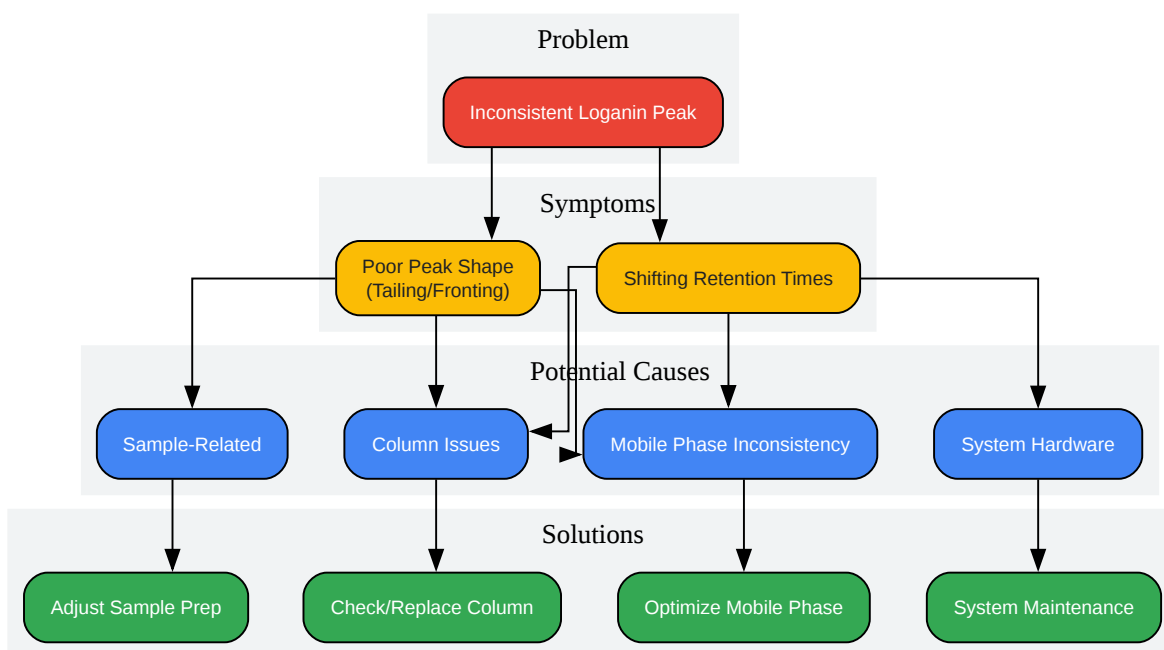 Problem
Inconsistent Loganin Peak
Symptoms
Poor Peak Shape
(Tailing/Fronting)
Shifting Retention Times
Potential Causes
Sample-Related
Column Issues
Mobile Phase Inconsistency
System Hardware
Solutions
Adjust Sample Prep
Check/Replace Column
Optimize Mobile Phase
System Maintenance